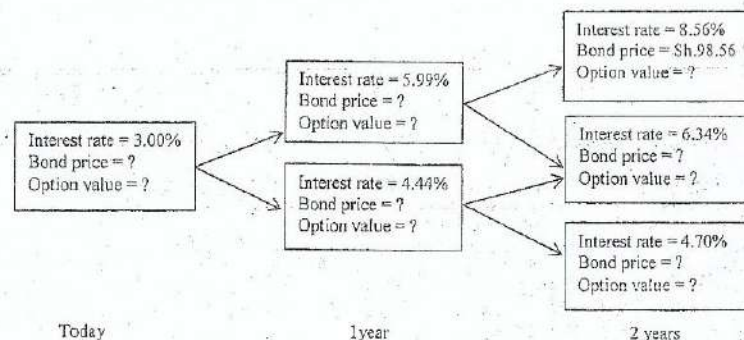 Interest rate = 8.56%
Bond price = Sh.98.56
Option value = ?
Interest rate = 5.99%
Bond price = ?
Option value = ?
Interest rate = 3.00%
Bond price = ?
Option value = ?
Interest rate = 6.34%
Bond price = ?
Option value = ?
Interest rate = 4.44%
Bond price = ?
Option value = ?
Interest rate = 4.70%
Bond price = ?
Option value = ?
Today
1year
2 years